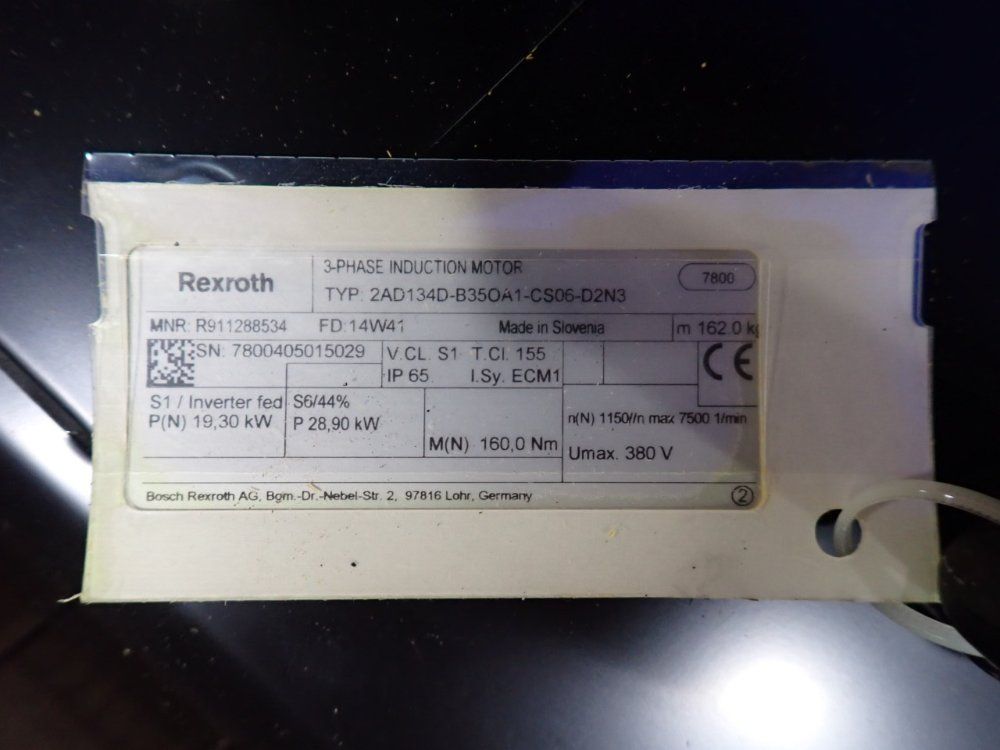 Rexroth
3-PHASE INDUCTION MOTOR
TYP: 2AD134D-B35OA1-CS06-D2N3
7800
MNR: R911288534 FD:14W41 Made in Slovenia m 162.0 kg
SN: 7800405015029
V.CL. S1 T.Cl. 155
IP 65 I.Sy. ECM1
CE
S1 / Inverter fed
P(N) 19,30 kW
S6/44%
P 28,90 kW
M(N) 160,0 Nm
n(N) 1150//n max 7500 1/min
Umax. 380 V
Bosch Rexroth AG, Bgm.-Dr.-Nebel-Str. 2, 97816 Lohr, Germany
2